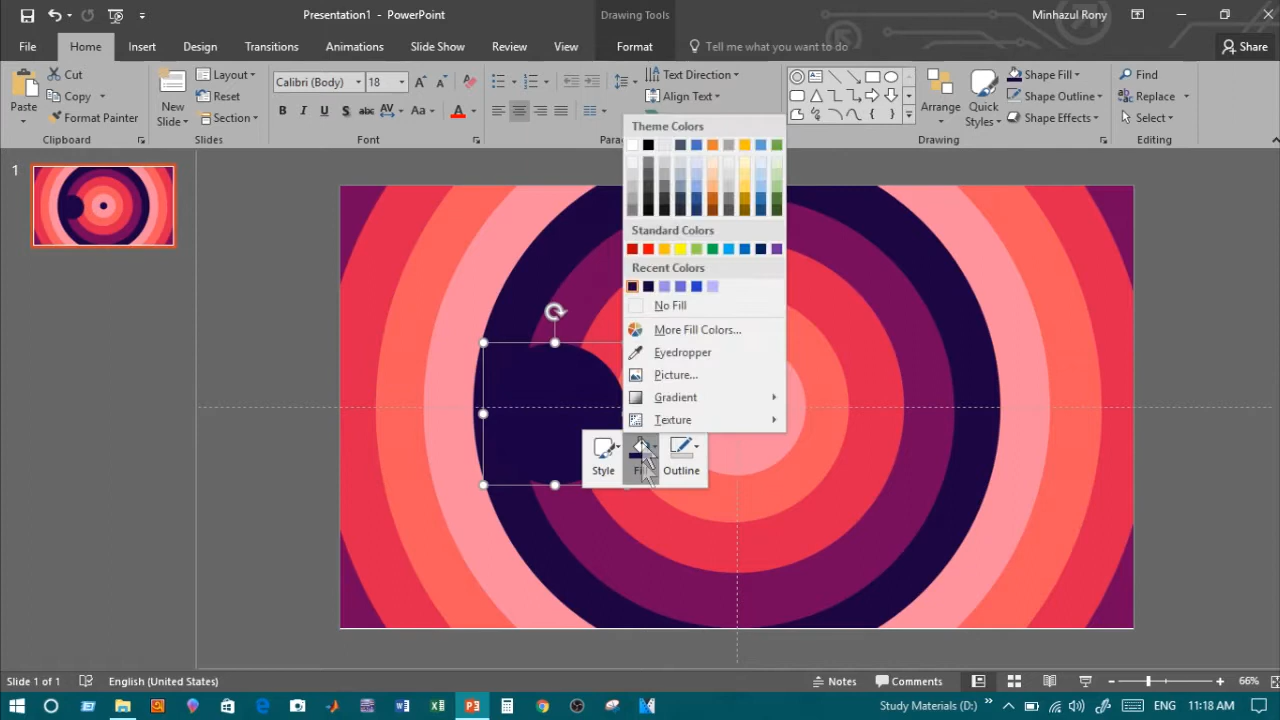 Presentation1 - PowerPoint
Drawing Tools
Minhazul Rony
File Home Insert Design Transitions Animations Slide Show Review View Format Tell me what you want to do Share
Paste
Cut
Copy
Format Painter
Clipboard
New
Slide
Layout
Reset
Section
Slides
Calibri (Body) 18
B I U S abc AV Aa A
Font
Text Direction
Align Text
Arrange
Quick
Styles
Shape Fill
Shape Outline
Shape Effects
Drawing
Find
Replace
Select
Editing
1
Theme Colors
Standard Colors
Recent Colors
No Fill
More Fill Colors...
Eyedropper
Picture...
Gradient
Texture
Style
Outline
Slide 1 of 1 English (United States) Notes Comments 66%
Study Materials (D:) ENG 11:18 AM